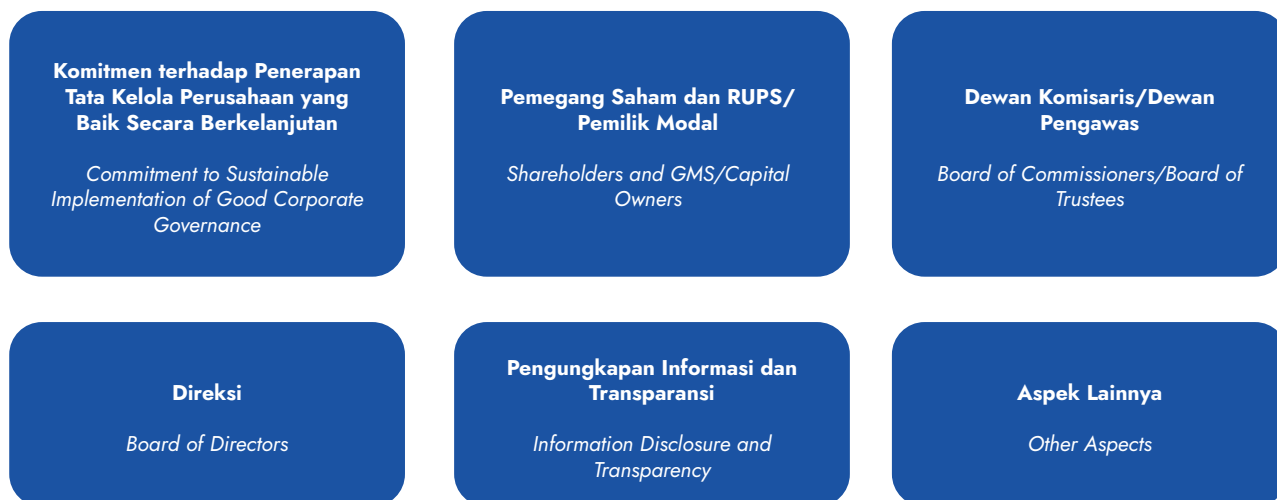 Komitmen terhadap Penerapan
Tata Kelola Perusahaan yang
Baik Secara Berkelanjutan
Commitment to Sustainable
Implementation of Good Corporate
Governance
Pemegang Saham dan RUPS/
Pemilik Modal
Shareholders and GMS/Capital
Owners
Dewan Komisaris/Dewan
Pengawas
Board of Commissioners/Board of
Trustees
Direksi
Board of Directors
Pengungkapan Informasi dan
Transparansi
Information Disclosure and
Transparency
Aspek Lainnya
Other Aspects